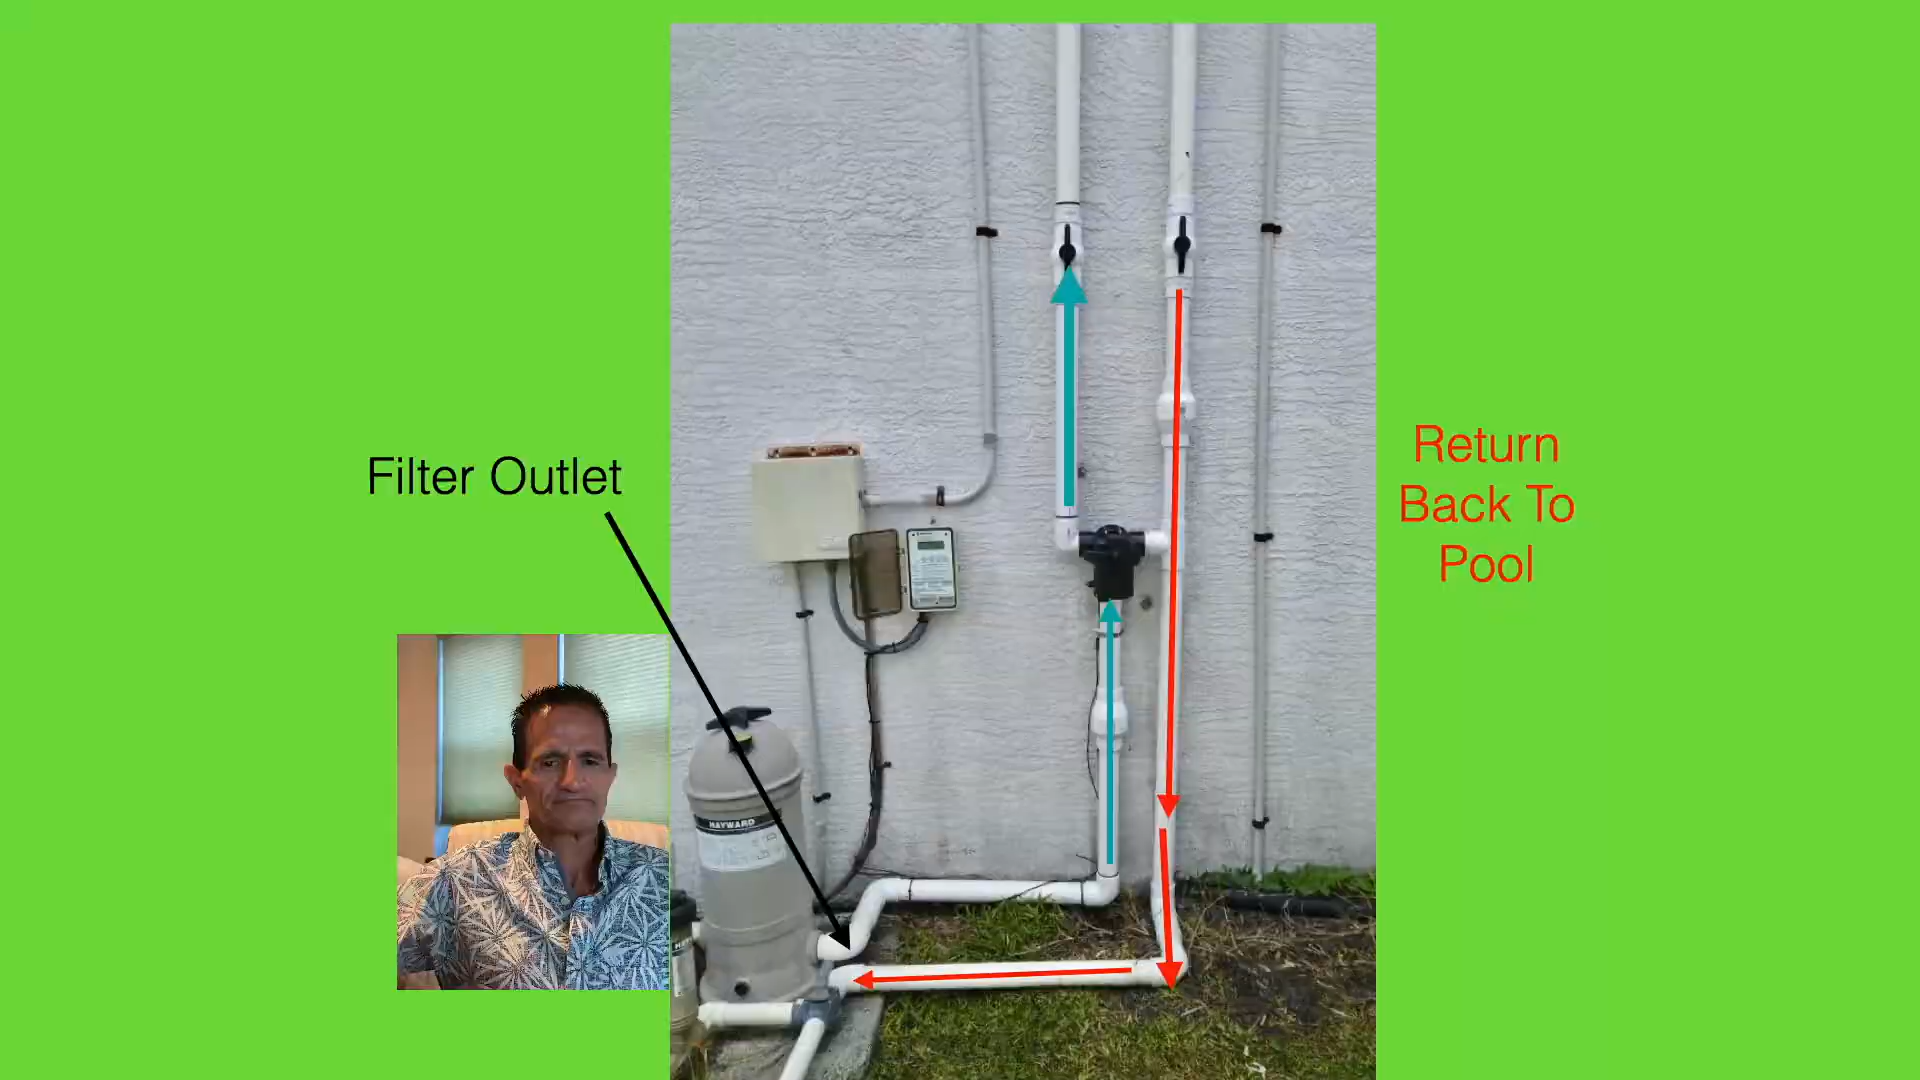 Filter Outlet
Return
Back To
Pool
HAYWARD